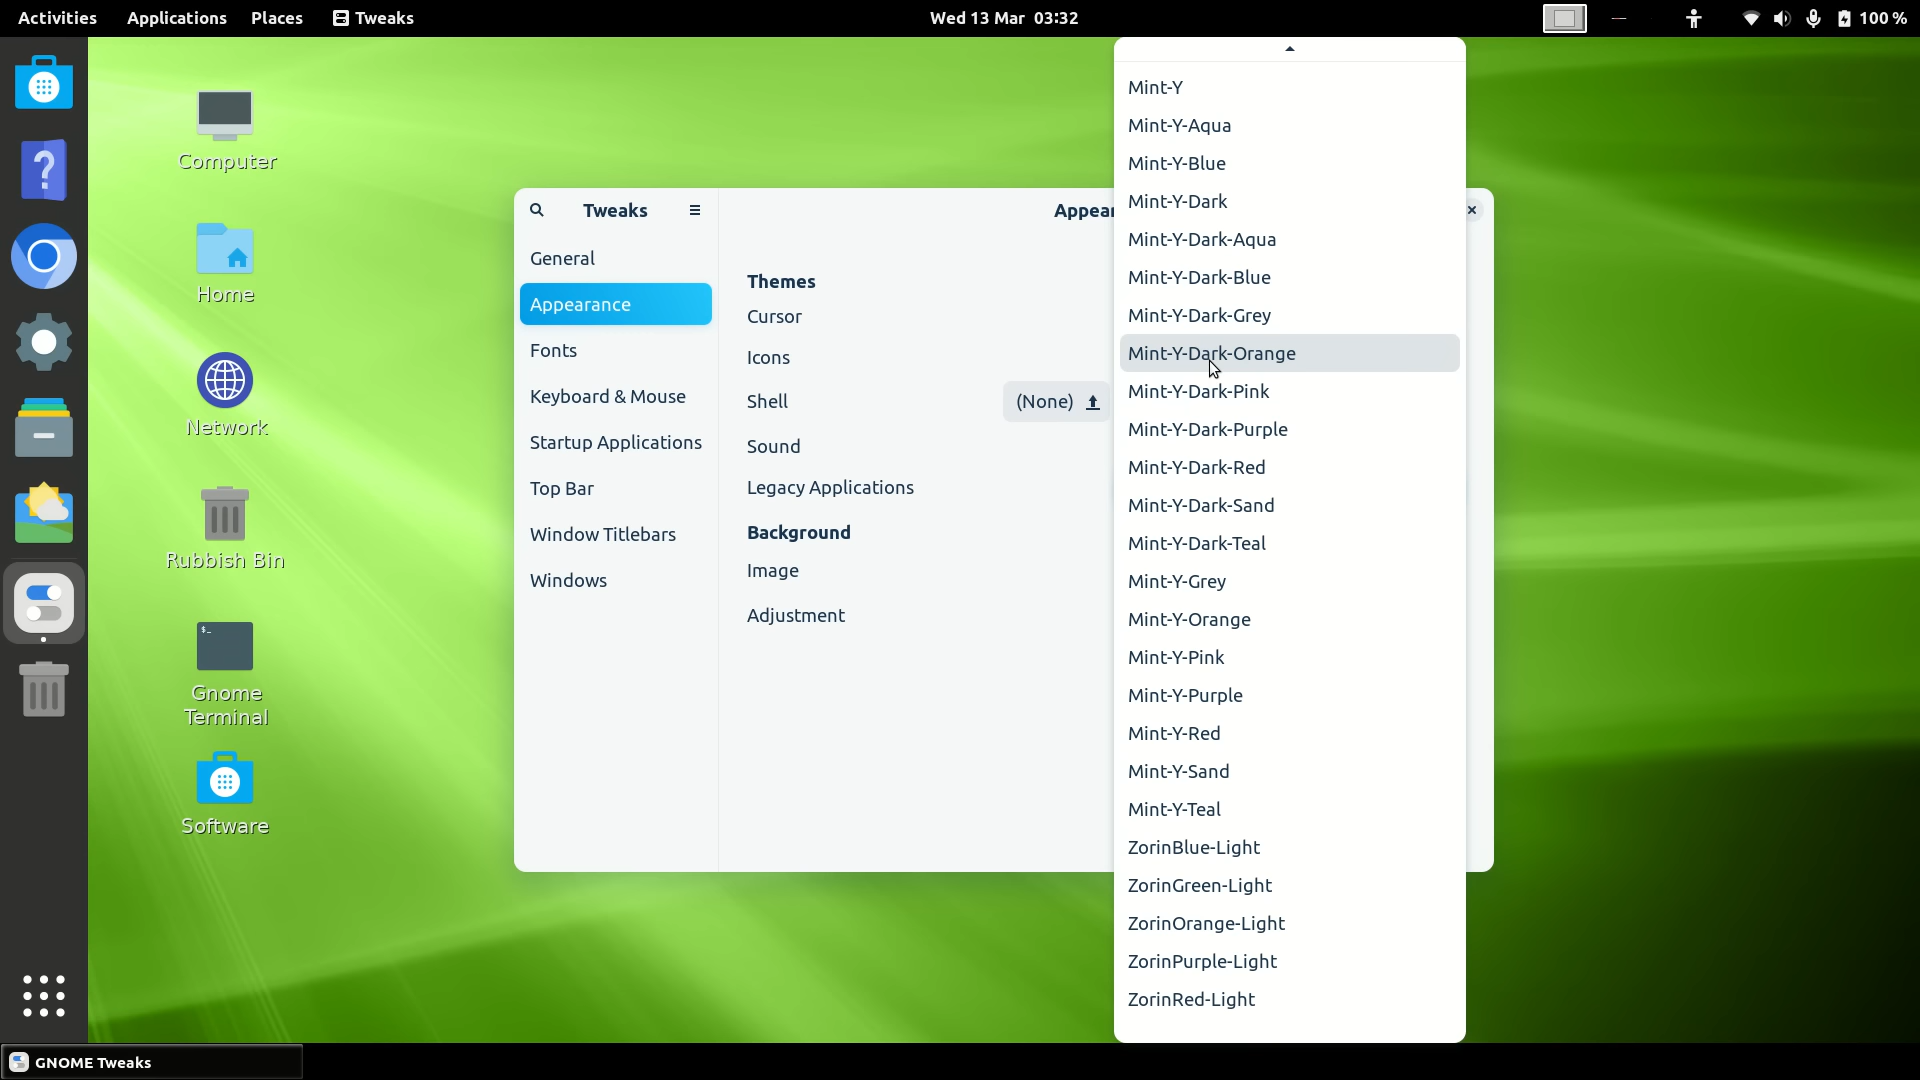 Activities
Applications
Places
Tweaks
Wed 13 Mar 03:32
100 %
Computer
Home
Network
Rubbish Bin
$_
Gnome
Terminal
Software
Tweaks
Appear
General
Appearance
Fonts
Keyboard & Mouse
Startup Applications
Top Bar
Window Titlebars
Windows
Themes
Cursor
Icons
Shell
(None)
Sound
Legacy Applications
Background
Image
Adjustment
Mint-Y
Mint-Y-Aqua
Mint-Y-Blue
Mint-Y-Dark
Mint-Y-Dark-Aqua
Mint-Y-Dark-Blue
Mint-Y-Dark-Grey
Mint-Y-Dark-Orange
Mint-Y-Dark-Pink
Mint-Y-Dark-Purple
Mint-Y-Dark-Red
Mint-Y-Dark-Sand
Mint-Y-Dark-Teal
Mint-Y-Grey
Mint-Y-Orange
Mint-Y-Pink
Mint-Y-Purple
Mint-Y-Red
Mint-Y-Sand
Mint-Y-Teal
ZorinBlue-Light
ZorinGreen-Light
ZorinOrange-Light
ZorinPurple-Light
ZorinRed-Light
GNOME Tweaks